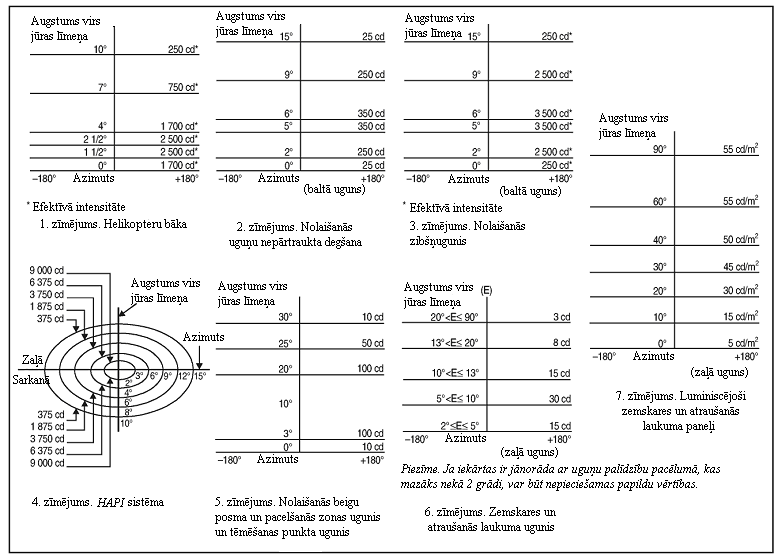 Augstums virs
jūras līmeņa
10° 250 cd*
7° 750 cd*
4° 1 700 cd*
2 1/2° 2 500 cd*
1 1/2° 2 500 cd*
0° 1 700 cd*
−180° Azimuts +180°
* Efektīvā intensitāte
1. zīmējums. Helikopteru bāka
Augstums virs
jūras līmeņa
15° 25 cd
9° 250 cd
6° 350 cd
5° 350 cd
2° 250 cd
0° 25 cd
−180° Azimuts +180°
(baltā uguns)
2. zīmējums. Nolaišanās
uguņu nepārtraukta degšana
Augstums virs
jūras līmeņa
15° 250 cd*
9° 2 500 cd*
6° 3 500 cd*
5° 3 500 cd*
2° 2 500 cd*
0° 250 cd*
−180° Azimuts +180°
(baltā uguns)
* Efektīvā intensitāte
3. zīmējums. Nolaišanās
zibšņugunis
Augstums virs
jūras līmeņa
90° 55 cd/m²
60° 55 cd/m²
40° 50 cd/m²
30° 45 cd/m²
20° 30 cd/m²
10° 15 cd/m²
0° 5 cd/m²
−180° Azimuts +180°
(zaļā uguns)
7. zīmējums. Luminiscējoši
zemskares un atraušanās
laukuma paneļi
9 000 cd
6 375 cd
3 750 cd
1 875 cd
375 cd
Augstums virs
jūras līmeņa
Azimuts
Zaļā
Sarkanā
3° 6° 9° 12° 15°
2°
4°
6°
8°
10°
375 cd
1 875 cd
3 750 cd
6 375 cd
9 000 cd
4. zīmējums. HAPI sistēma
Augstums virs
jūras līmeņa
30° 10 cd
25° 50 cd
20° 100 cd
10°
3° 100 cd
0° 10 cd
−180° Azimuts +180°
5. zīmējums. Nolaišanās beigu
posma un pacelšanās zonas ugunis
un tēmēšanas punkta ugunis
Augstums virs (E)
jūras līmeņa
20°<E≤ 90° 3 cd
13°<E≤ 20° 8 cd
10°<E≤ 13° 15 cd
5°<E≤ 10° 30 cd
2°≤E≤ 5° 15 cd
−180° Azimuts +180°
(zaļā uguns)
Piezīme. Ja iekārtas ir jānorāda ar uguņu palīdzību pacēlumā, kas
mazāks nekā 2 grādi, var būt nepieciešamas papildu vērtības.
6. zīmējums. Zemskares un
atraušanās laukuma ugunis